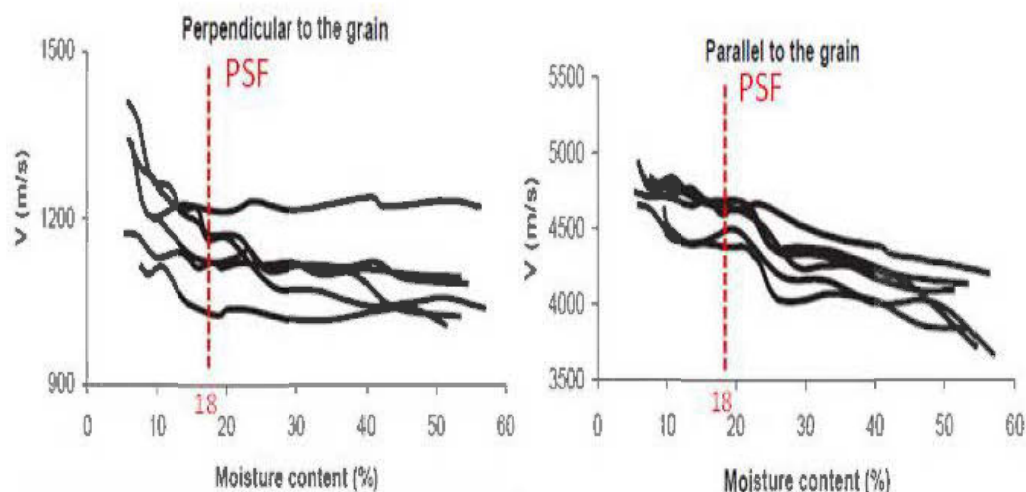 Perpendicular to the grain
1500
PSF
1200
900
V (m/s)
18
0 10 20 30 40 50 60
Moisture content (%)
Parallel to the grain
5500
PSF
5000
4500
4000
3500
V (m/s)
18
0 10 20 30 40 50 60
Moisture content (%)